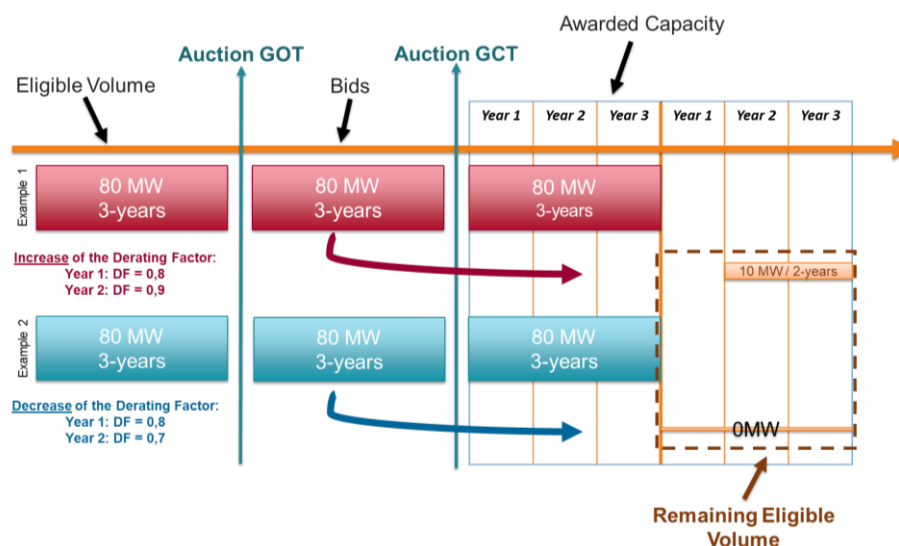 Awarded Capacity
Auction GOT
Auction GCT
Eligible Volume
Bids
Year 1
Year 2
Year 3
Year 1
Year 2
Year 3
Example 1
80 MW
3-years
80 MW
3-years
80 MW
3-years
Increase of the Derating Factor:
Year 1: DF = 0,8
Year 2: DF = 0,9
10 MW / 2-years
Example 2
80 MW
3-years
80 MW
3-years
80 MW
3-years
Decrease of the Derating Factor:
Year 1: DF = 0,8
Year 2: DF = 0,7
0MW
Remaining Eligible
Volume